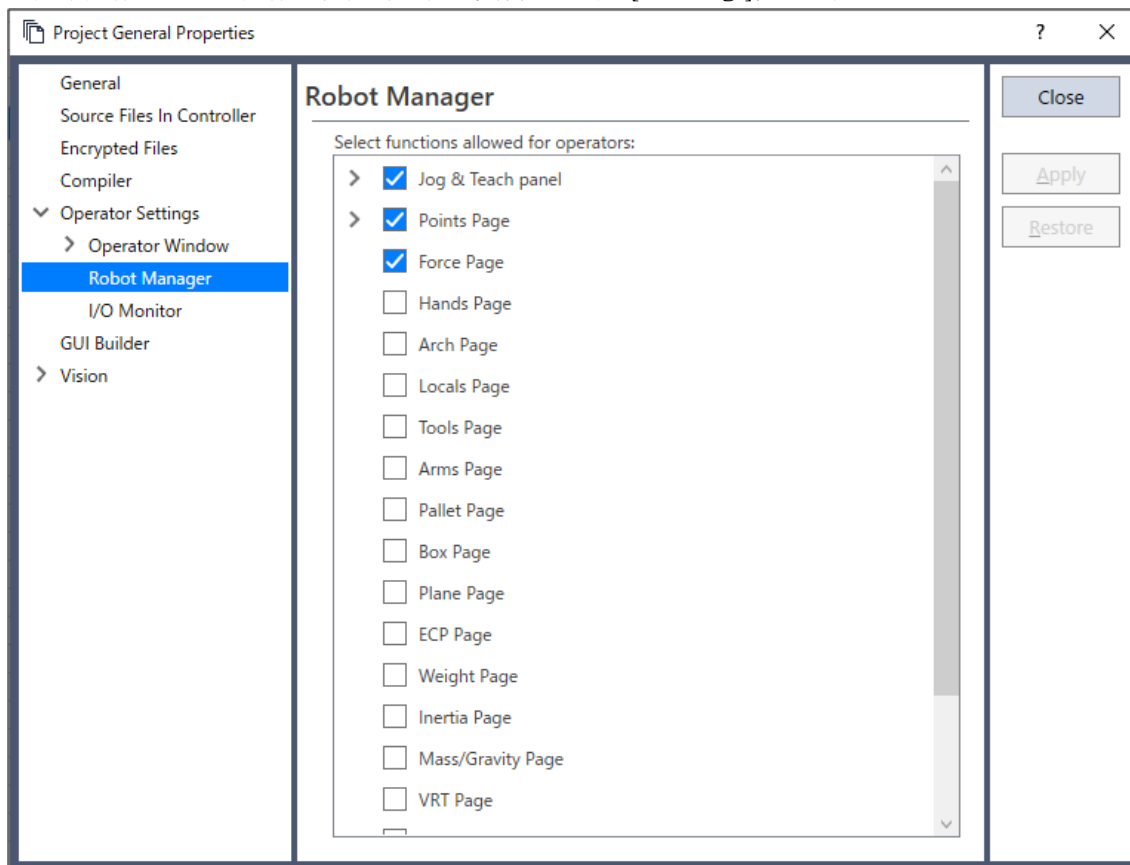 Project General Properties
?
General
Source Files In Controller
Encrypted Files
Compiler
Operator Settings
Operator Window
Robot Manager
I/O Monitor
GUI Builder
Vision
Robot Manager
Select functions allowed for operators:
Jog & Teach panel
Points Page
Force Page
Hands Page
Arch Page
Locals Page
Tools Page
Arms Page
Pallet Page
Box Page
Plane Page
ECP Page
Weight Page
Inertia Page
Mass/Gravity Page
VRT Page
Close
Apply
Restore